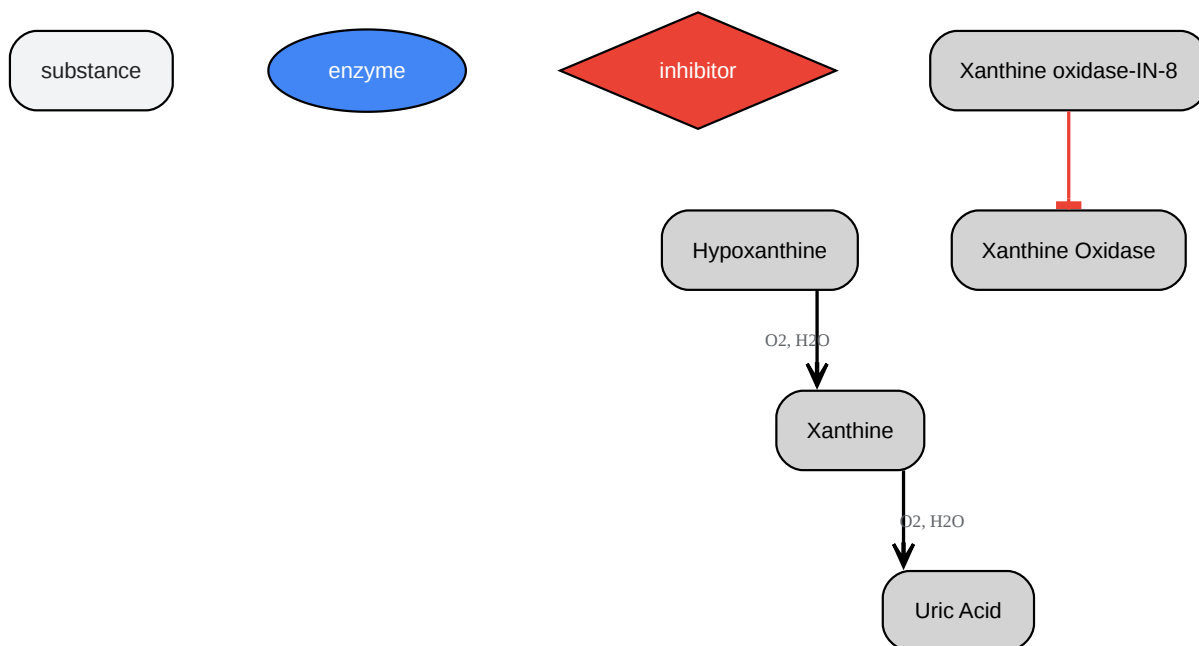 substance
enzyme
inhibitor
Xanthine oxidase-IN-8
Hypoxanthine
Xanthine Oxidase
O2, H2O
Xanthine
O2, H2O
Uric Acid